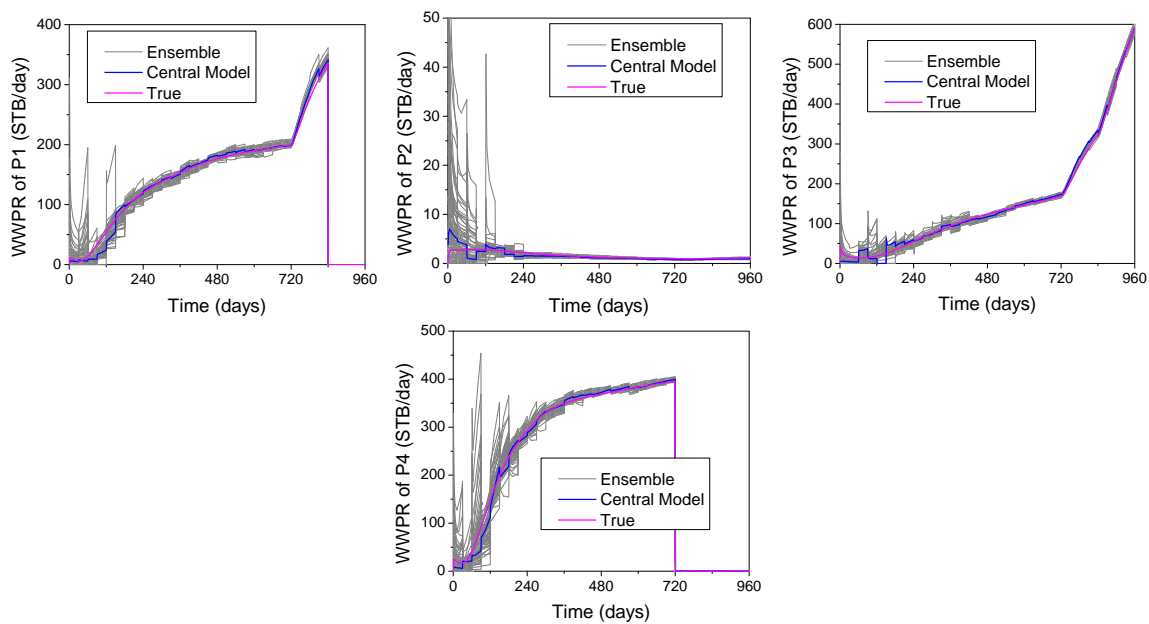 WWPR of P1 (STB/day)
400
300
200
100
0
Ensemble
Central Model
True
0 240 480 720 960
Time (days)
WWPR of P2 (STB/day)
50
40
30
20
10
0
Ensemble
Central Model
True
0 240 480 720 960
Time (days)
WWPR of P3 (STB/day)
600
500
400
300
200
100
0
Ensemble
Central Model
True
0 240 480 720 960
Time (days)
WWPR of P4 (STB/day)
500
400
300
200
100
0
Ensemble
Central Model
True
0 240 480 720 960
Time (days)